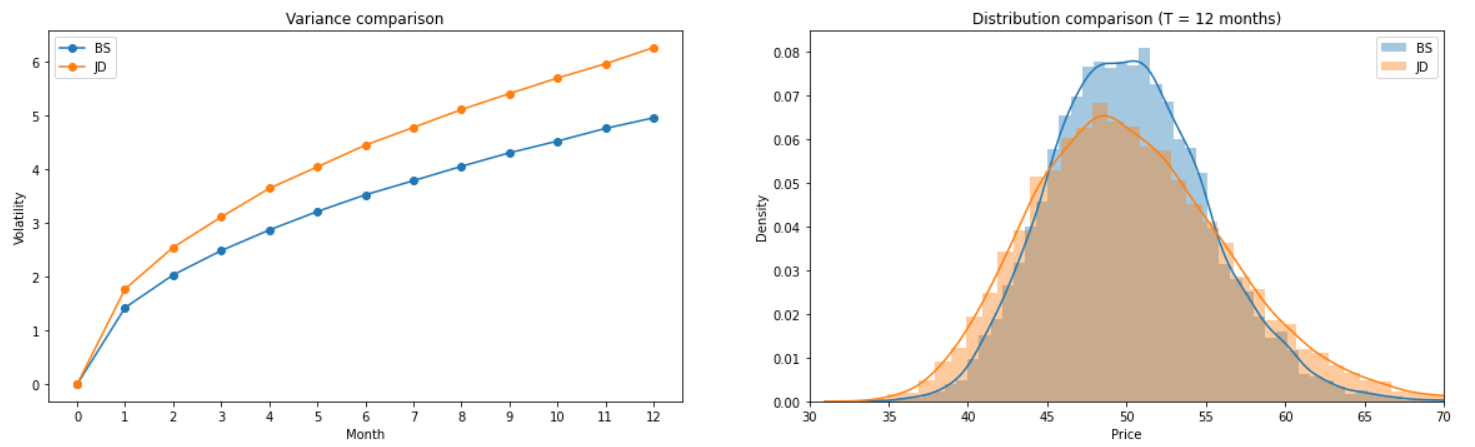 Variance comparison
BS
JD
Volatility
6
5
4
3
2
1
0
0 1 2 3 4 5 6 7 8 9 10 11 12
Month
Distribution comparison (T = 12 months)
BS
JD
Density
0.08
0.07
0.06
0.05
0.04
0.03
0.02
0.01
0.00
30 35 40 45 50 55 60 65 70
Price